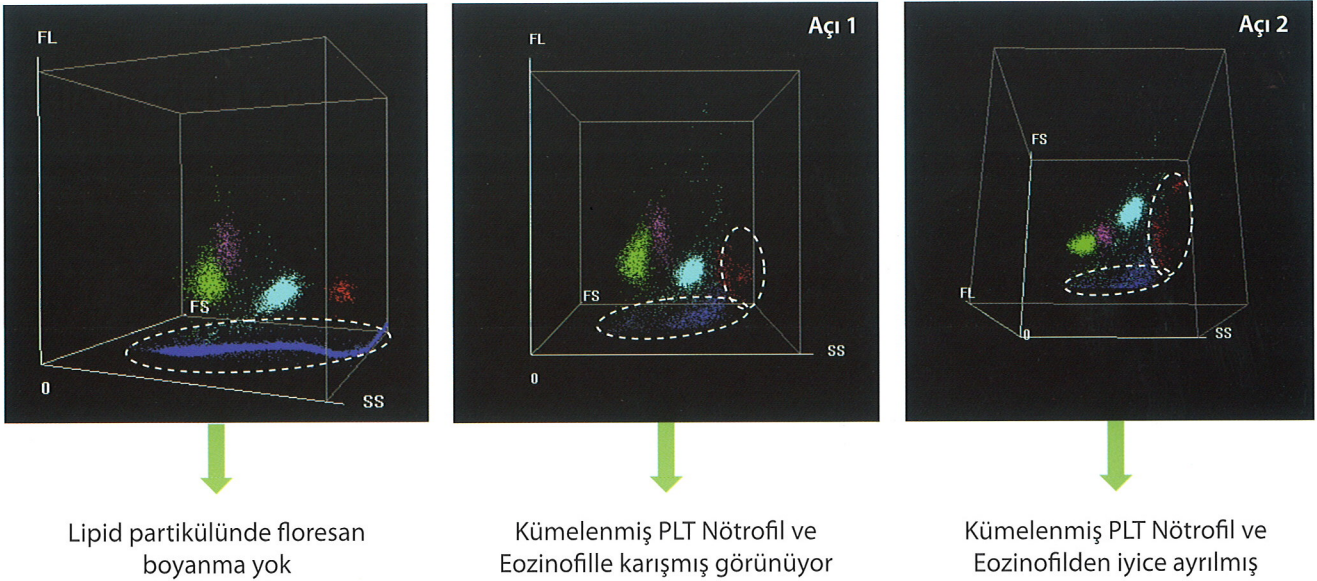 FL
FS
0
SS
Lipid partikülünde floresan
boyanma yok
Açı 1
FL
FS
SS
0
Kümelenmiş PLT Nötrofil ve
Eozinofille karışmış görünüyor
Açı 2
FS
FL
0
SS
Kümelenmiş PLT Nötrofil ve
Eozinofilden iyice ayrılmış